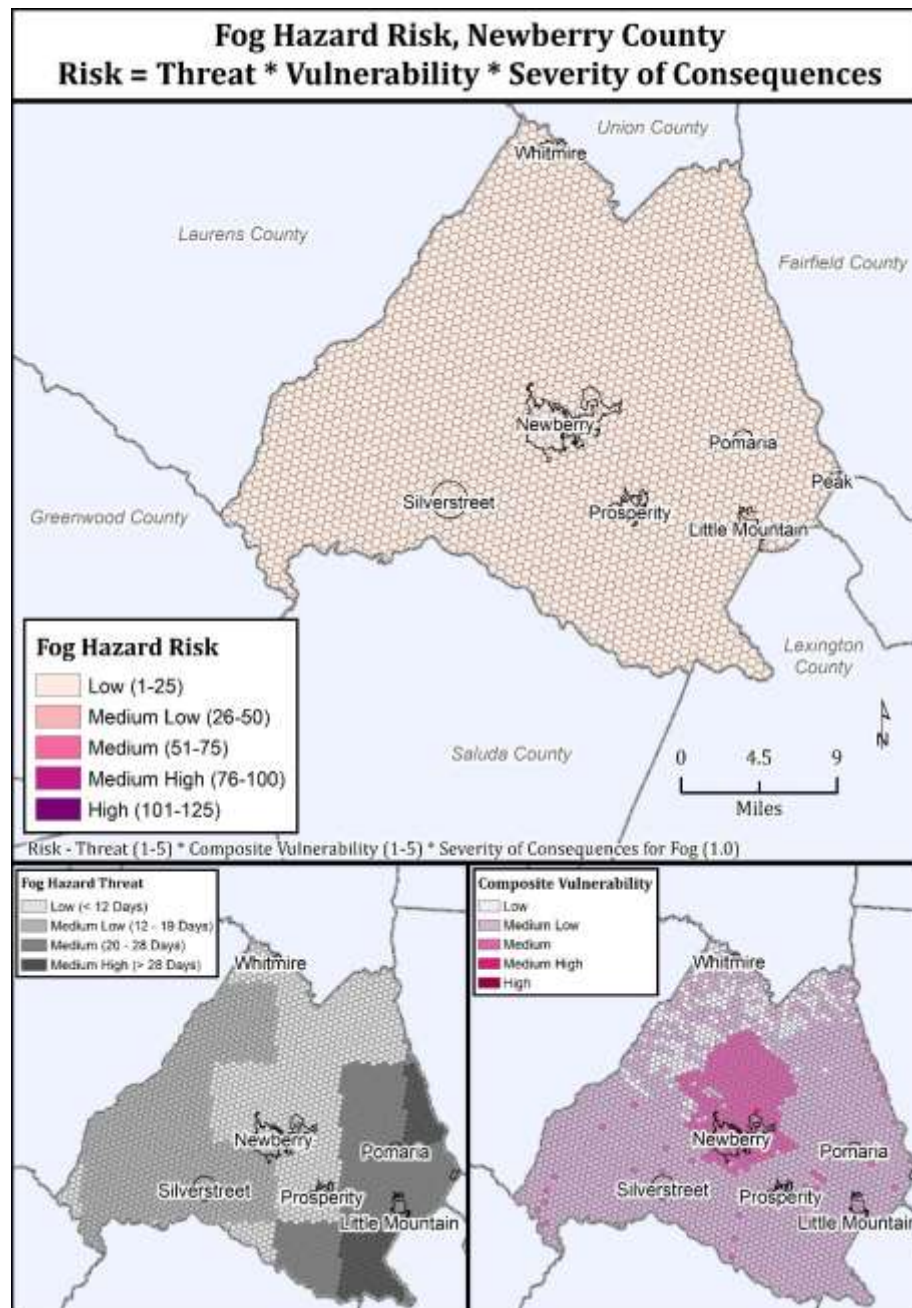 Fog Hazard Risk, Newberry County
Risk = Threat * Vulnerability * Severity of Consequences
Union County
Whitmire
Laurens County
Fairfield County
Newberry
Pomaria
Peak
Silverstreet
Prosperity
Greenwood County
Little Mountain
Fog Hazard Risk
Low (1-25)
Medium Low (26-50)
Medium (51-75)
Medium High (76-100)
High (101-125)
Lexington
County
N
Saluda County
0 4.5 9
Miles
Risk - Threat (1-5) * Composite Vulnerability (1-5) * Severity of Consequences for Fog (1.0)
Fog Hazard Threat
Low (< 12 Days)
Medium Low (12 - 19 Days)
Medium (20 - 28 Days)
Medium High (> 28 Days)
Whitmire
Newberry
Pomaria
Silverstreet
Prosperity
Little Mountain
Composite Vulnerability
Low
Medium Low
Medium
Medium High
High
Whitmire
Newberry
Pomaria
Silverstreet
Prosperity
Little Mountain